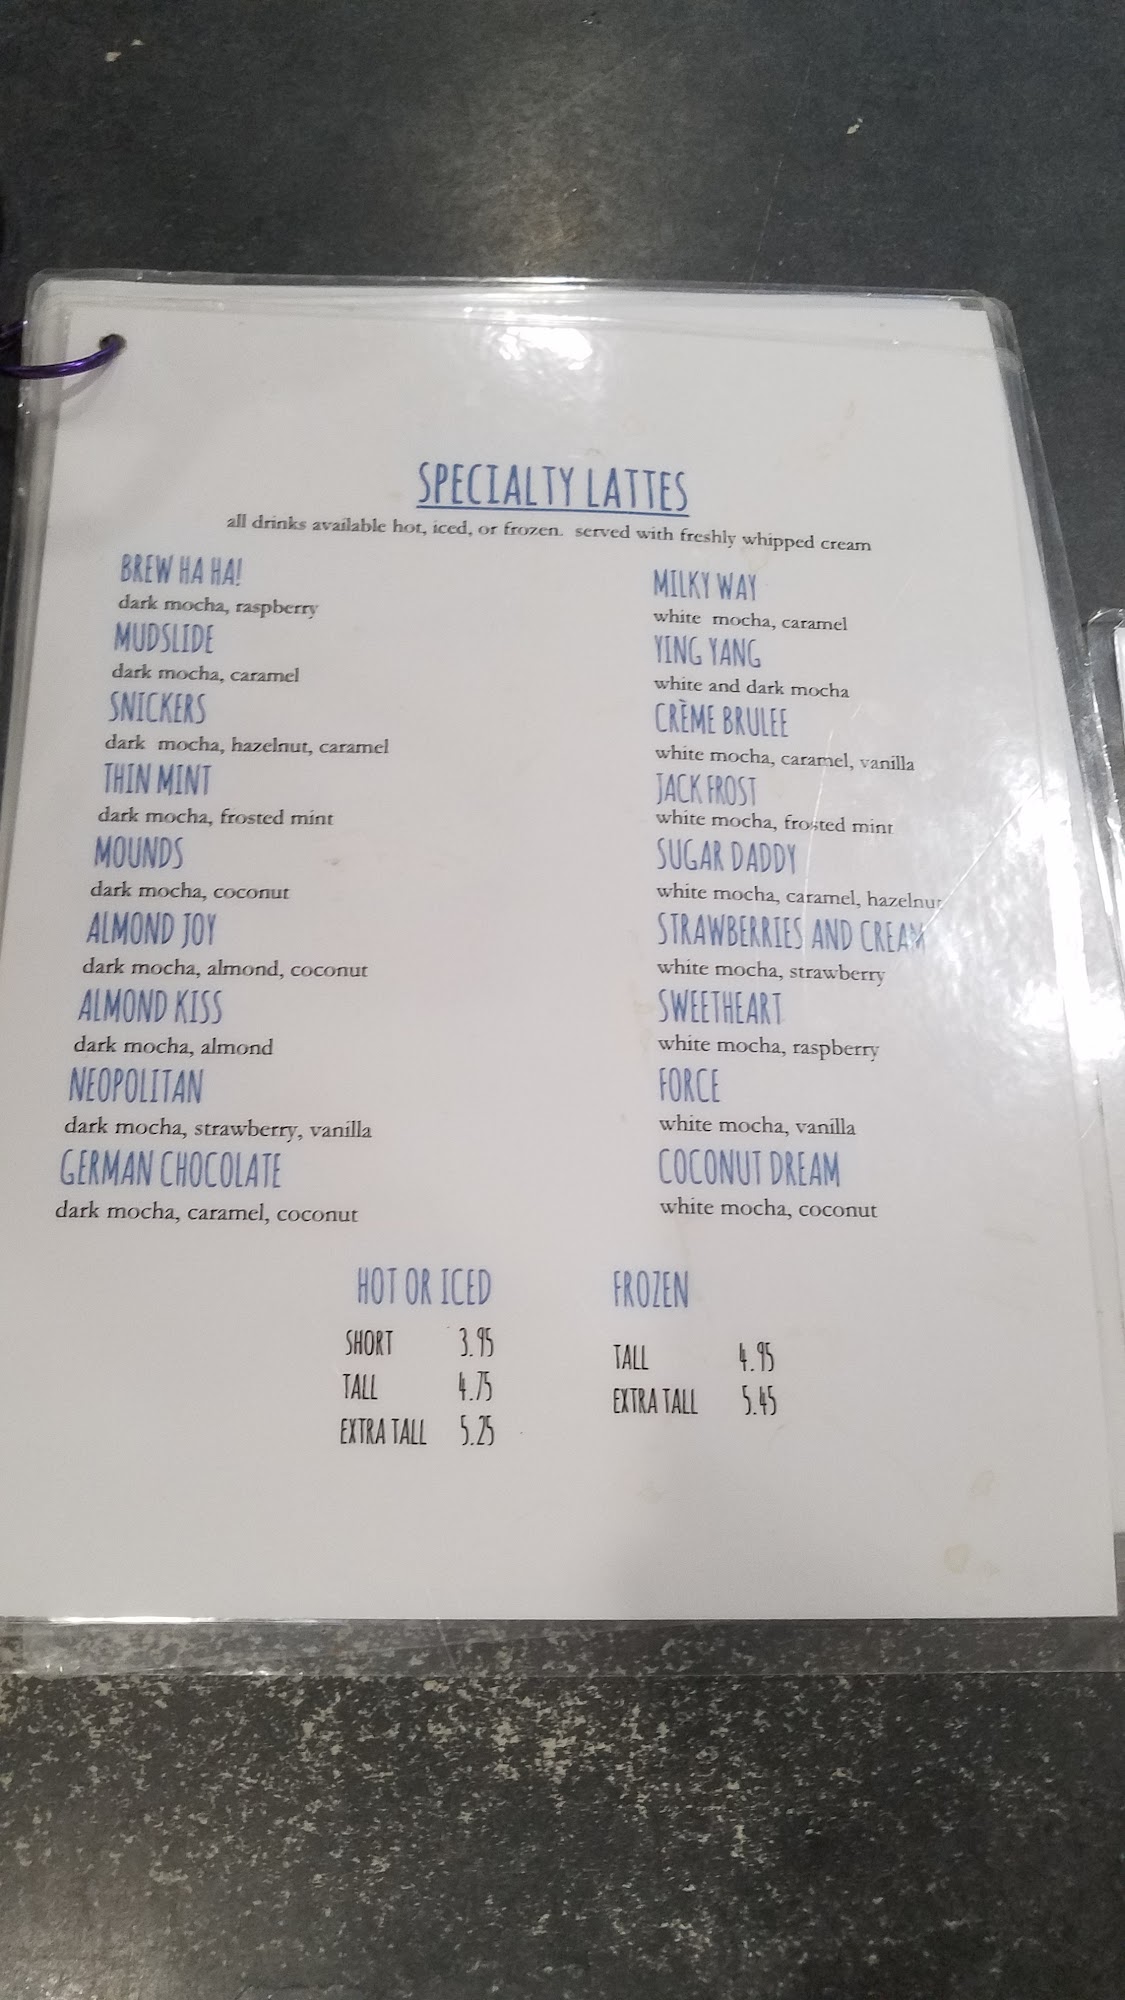 SPECIALTY LATTES
all drinks available hot, iced, or frozen. served with freshly whipped cream
BREW HA HA!
dark mocha, raspberry
MUDSLIDE
dark mocha, caramel
SNICKERS
dark mocha, hazelnut, caramel
THIN MINT
dark mocha, frosted mint
MOUNDS
dark mocha, coconut
ALMOND JOY
dark mocha, almond, coconut
ALMOND KISS
dark mocha, almond
NEOPOLITAN
dark mocha, strawberry, vanilla
GERMAN CHOCOLATE
dark mocha, caramel, coconut
MILKY WAY
white mocha, caramel
YING YANG
white and dark mocha
CRÈME BRULEE
white mocha, caramel, vanilla
JACK FROST
white mocha, frosted mint
SUGAR DADDY
white mocha, caramel, hazelnut
STRAWBERRIES AND CREAM
white mocha, strawberry
SWEETHEART
white mocha, raspberry
FORCE
white mocha, vanilla
COCONUT DREAM
white mocha, coconut
HOT OR ICED
SHORT 3.95
TALL 4.75
EXTRA TALL 5.25
FROZEN
TALL 4.95
EXTRA TALL 5.45